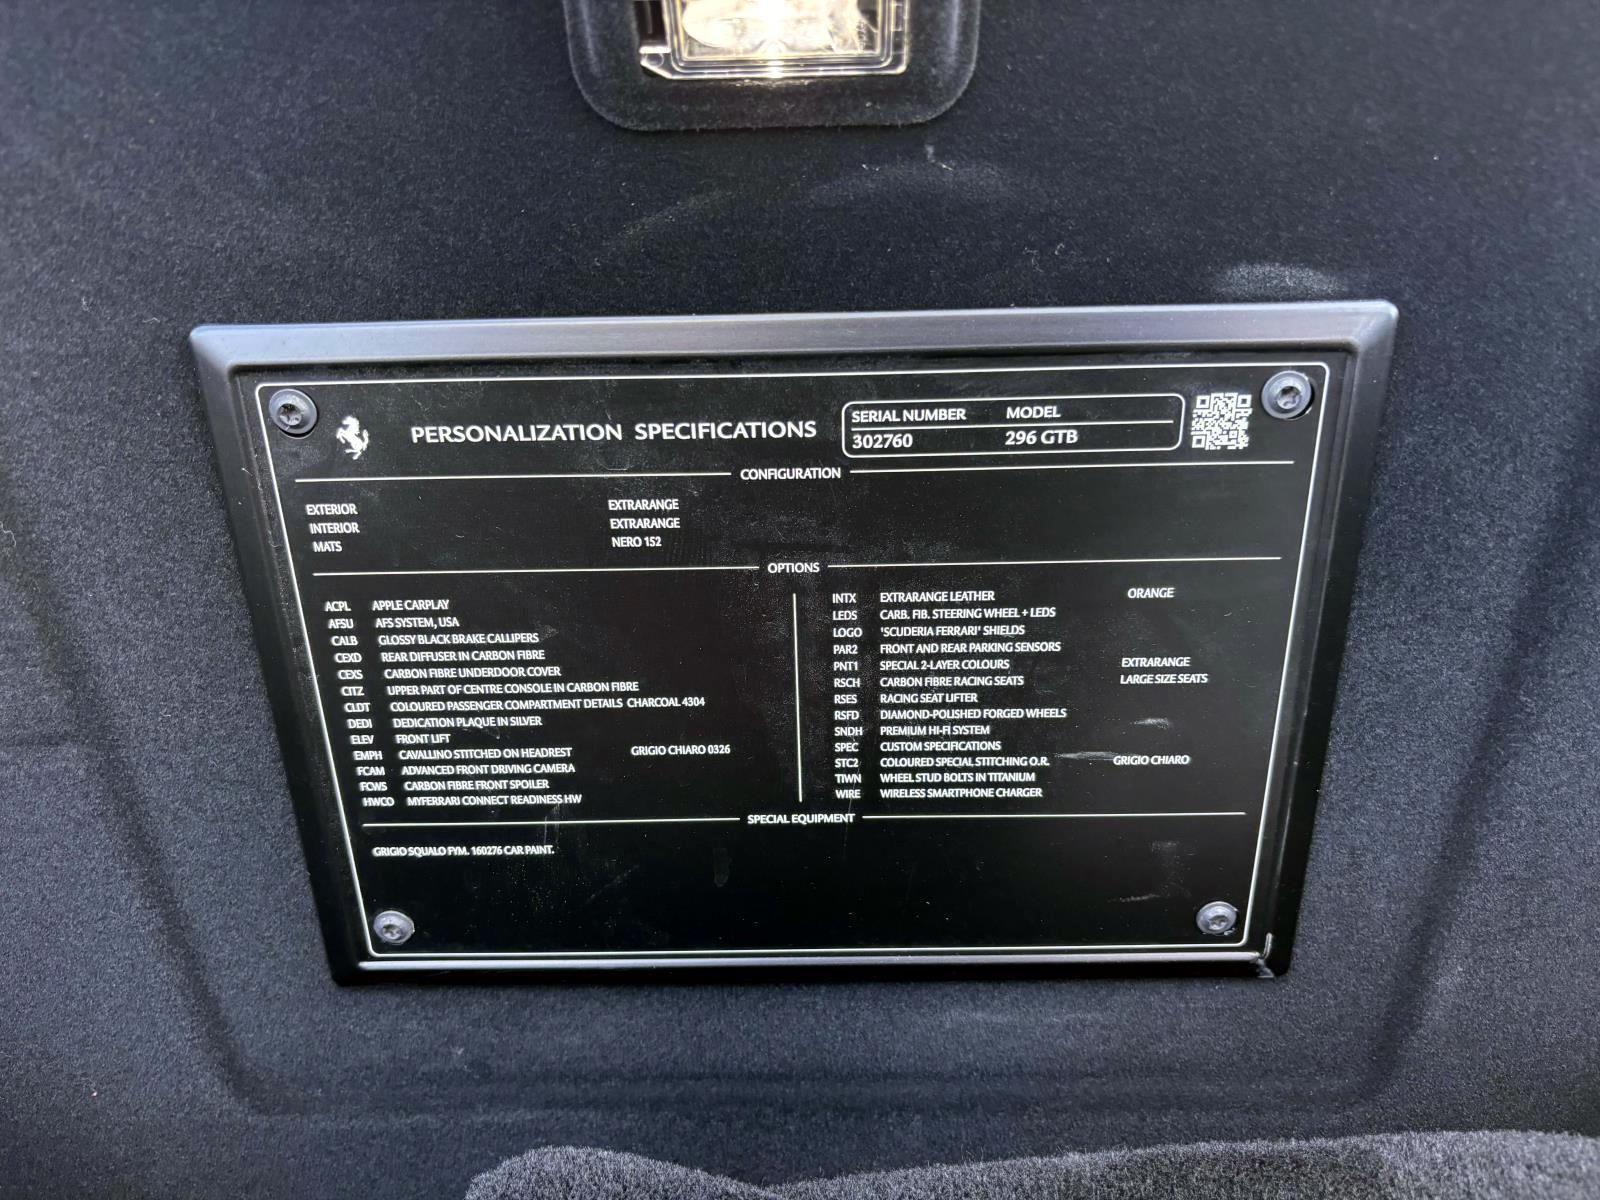 PERSONALIZATION SPECIFICATIONS
SERIAL NUMBER MODEL
302760 296 GTB
CONFIGURATION
EXTERIOR EXTRARANGE
INTERIOR EXTRARANGE
MATS NERO 152
OPTIONS
ACPL APPLE CARPLAY
AFSU AFS SYSTEM, USA
CALB GLOSSY BLACK BRAKE CALLIPERS
CEXD REAR DIFFUSER IN CARBON FIBRE
CEXS CARBON FIBRE UNDERDOOR COVER
CITZ UPPER PART OF CENTRE CONSOLE IN CARBON FIBRE
CLDT COLOURED PASSENGER COMPARTMENT DETAILS CHARCOAL 4304
DEDI DEDICATION PLAQUE IN SILVER
ELEV FRONT LIFT
EMPH CAVALLINO STITCHED ON HEADREST GRIGIO CHIARO 0326
FCAM ADVANCED FRONT DRIVING CAMERA
FCWS CARBON FIBRE FRONT SPOILER
HWCO MYFERRARI CONNECT READINESS HW
INTX EXTRARANGE LEATHER ORANGE
LEDS CARB. FIB. STEERING WHEEL + LEDS
LOGO 'SCUDERIA FERRARI' SHIELDS
PAR2 FRONT AND REAR PARKING SENSORS
PNT1 SPECIAL 2-LAYER COLOURS EXTRARANGE
RSCH CARBON FIBRE RACING SEATS LARGE SIZE SEATS
RSES RACING SEAT LIFTER
RSFD DIAMOND-POLISHED FORGED WHEELS
SNDH PREMIUM HI-FI SYSTEM
SPEC CUSTOM SPECIFICATIONS
STC2 COLOURED SPECIAL STITCHING O.R. GRIGIO CHIARO
TIWN WHEEL STUD BOLTS IN TITANIUM
WIRE WIRELESS SMARTPHONE CHARGER
SPECIAL EQUIPMENT
GRIGIO SQUALO FYM. 160276 CAR PAINT.